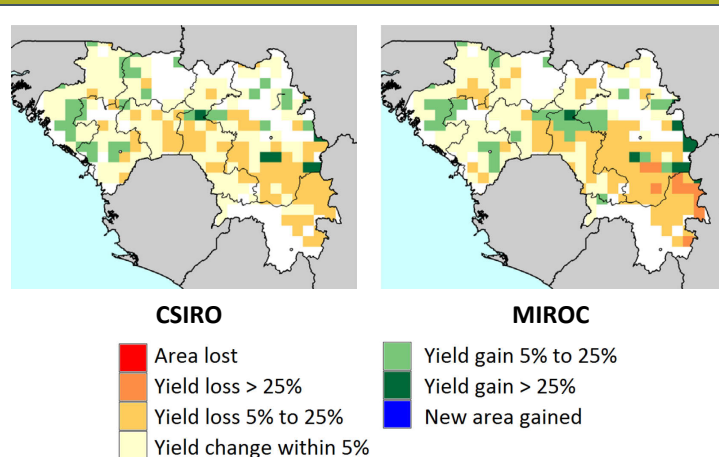 CSIRO
MIROC
Area lost
Yield loss > 25%
Yield loss 5% to 25%
Yield change within 5%
Yield gain 5% to 25%
Yield gain > 25%
New area gained